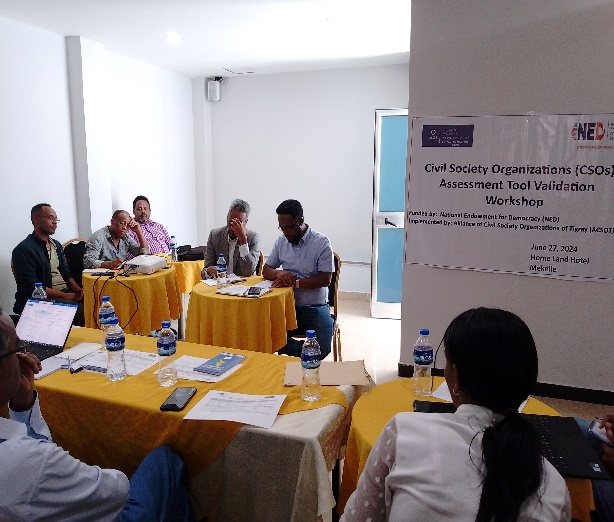 NED
Civil Society Organizations (CSOs)
Assessment Tool Validation
Workshop
Funded by: National Endowment for Democracy (NED)
Implemented by: Alliance of Civil Society Organizations of Tigray (ACSOT)
June 27, 2024
Home Land Hotel
Mekelle